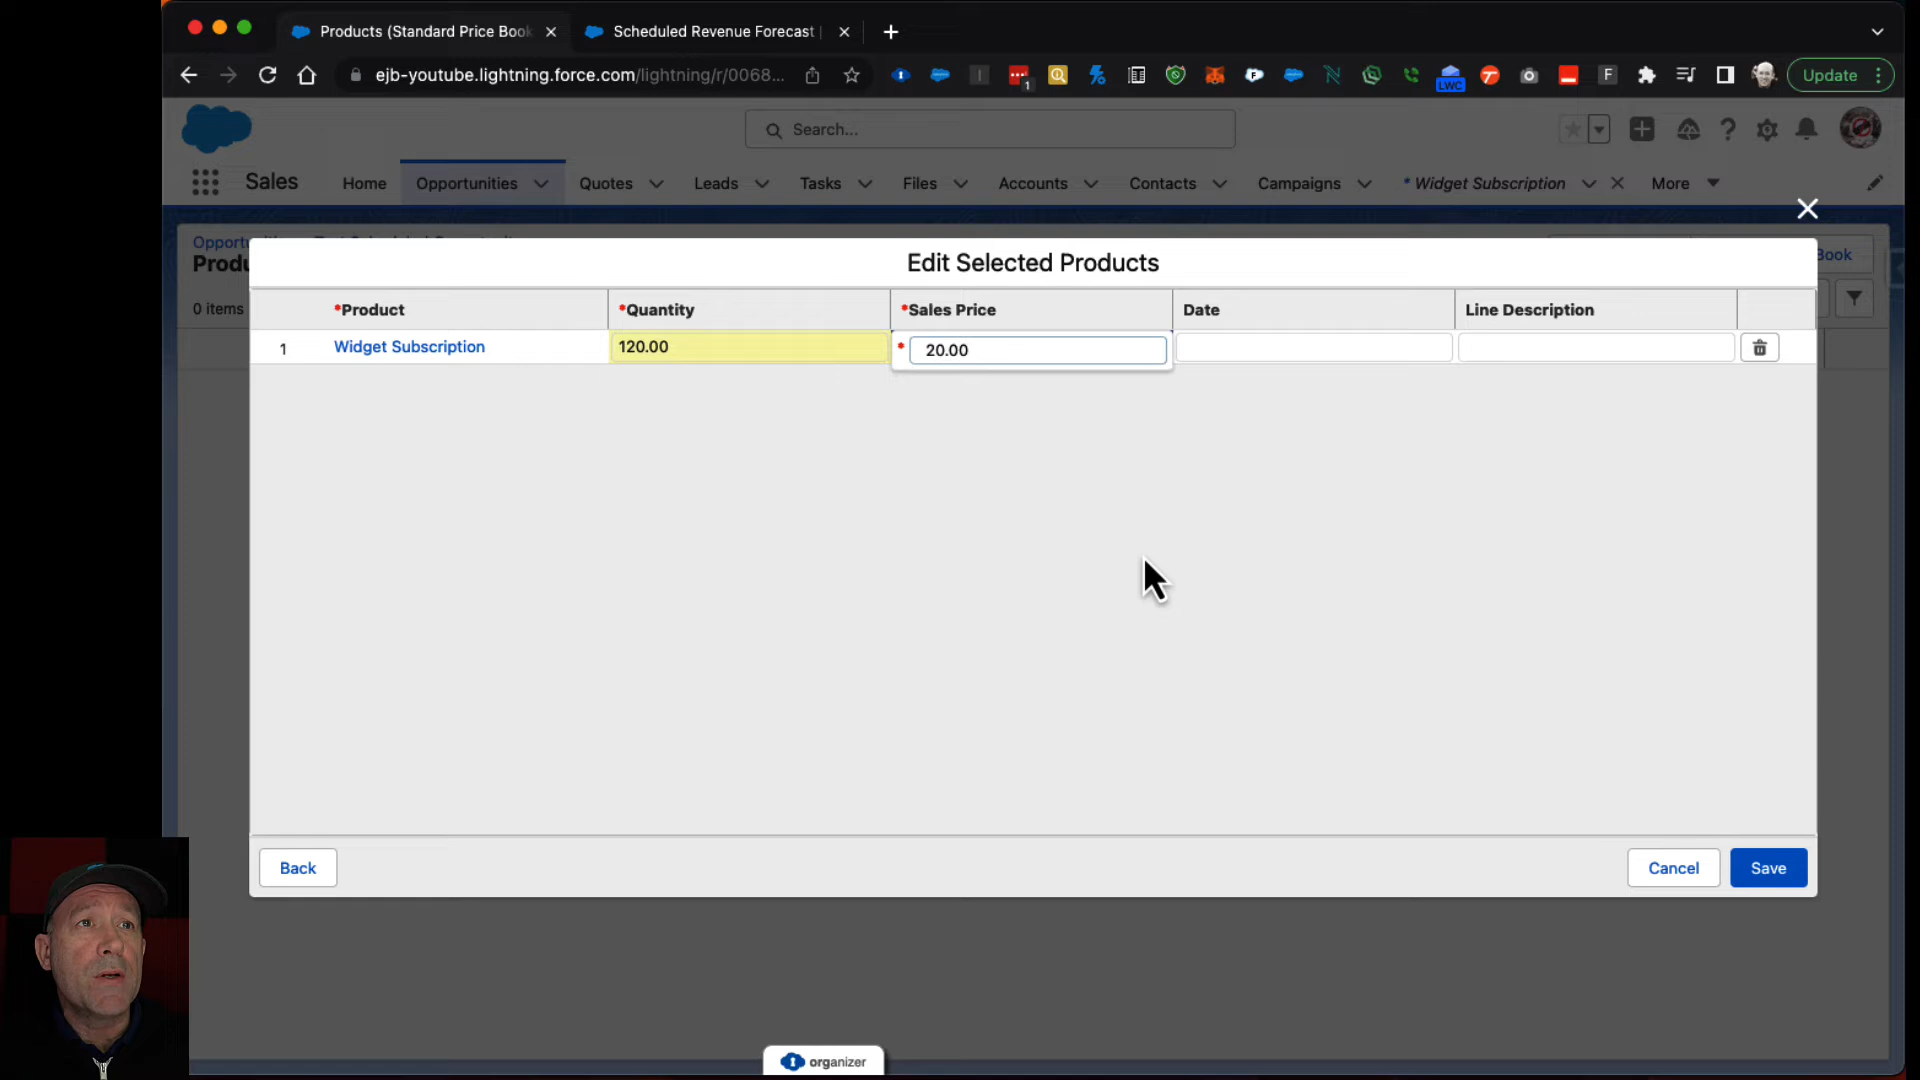 Products (Standard Price Book
Scheduled Revenue Forecast |
ejb-youtube.lightning.force.com/lightning/r/0068...
1
LWC
F
F
Update
Search...
Sales
Home
Opportunities
Quotes
Leads
Tasks
Files
Accounts
Contacts
Campaigns
* Widget Subscription
More
Book
0 items
Edit Selected Products
*Product
*Quantity
*Sales Price
Date
Line Description
1
Widget Subscription
120.00
* 20.00
Back
Cancel
Save
organizer